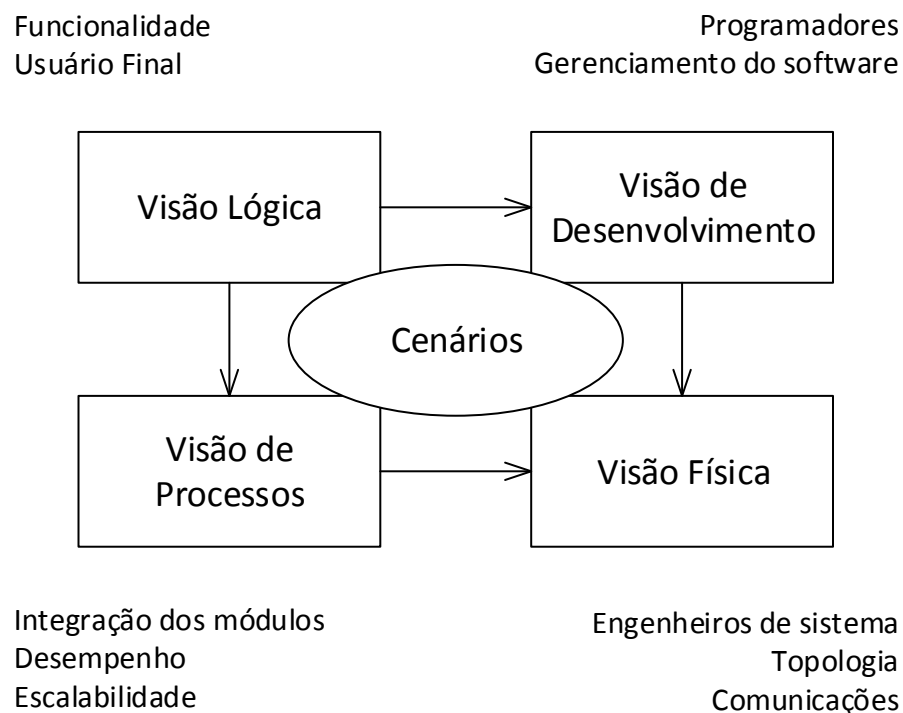 Funcionalidade
Usuário Final
Programadores
Gerenciamento do software
Visão Lógica
Visão de
Desenvolvimento
Cenários
Visão de
Processos
Visão Física
Integração dos módulos
Desempenho
Escalabilidade
Engenheiros de sistema
Topologia
Comunicações